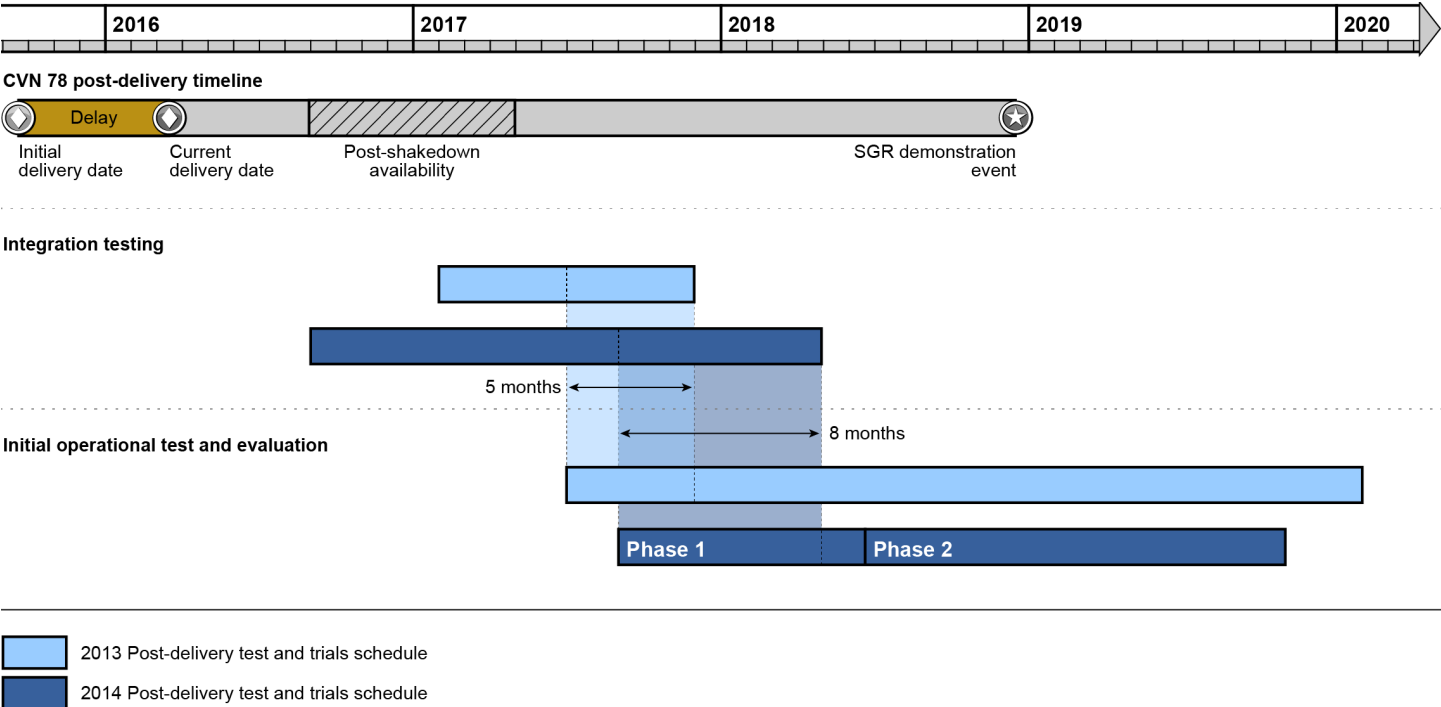 2016 2017 2018 2019 2020
CVN 78 post-delivery timeline
Delay
Initial
delivery date
Current
delivery date
Post-shakedown
availability
SGR demonstration
event
Integration testing
5 months
8 months
Initial operational test and evaluation
Phase 1 Phase 2
2013 Post-delivery test and trials schedule
2014 Post-delivery test and trials schedule